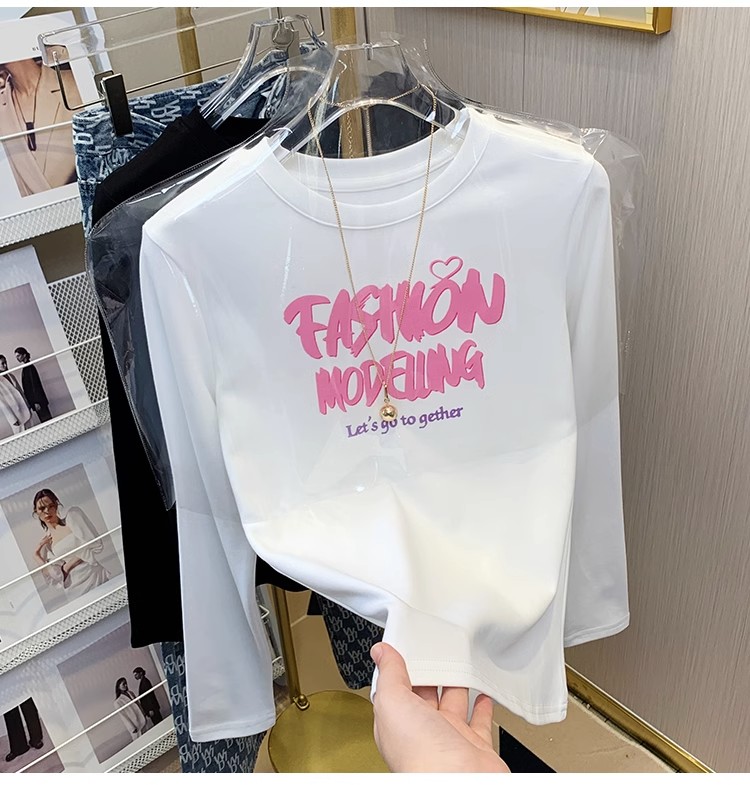 FASHION
MODELLING
Let's go to gether